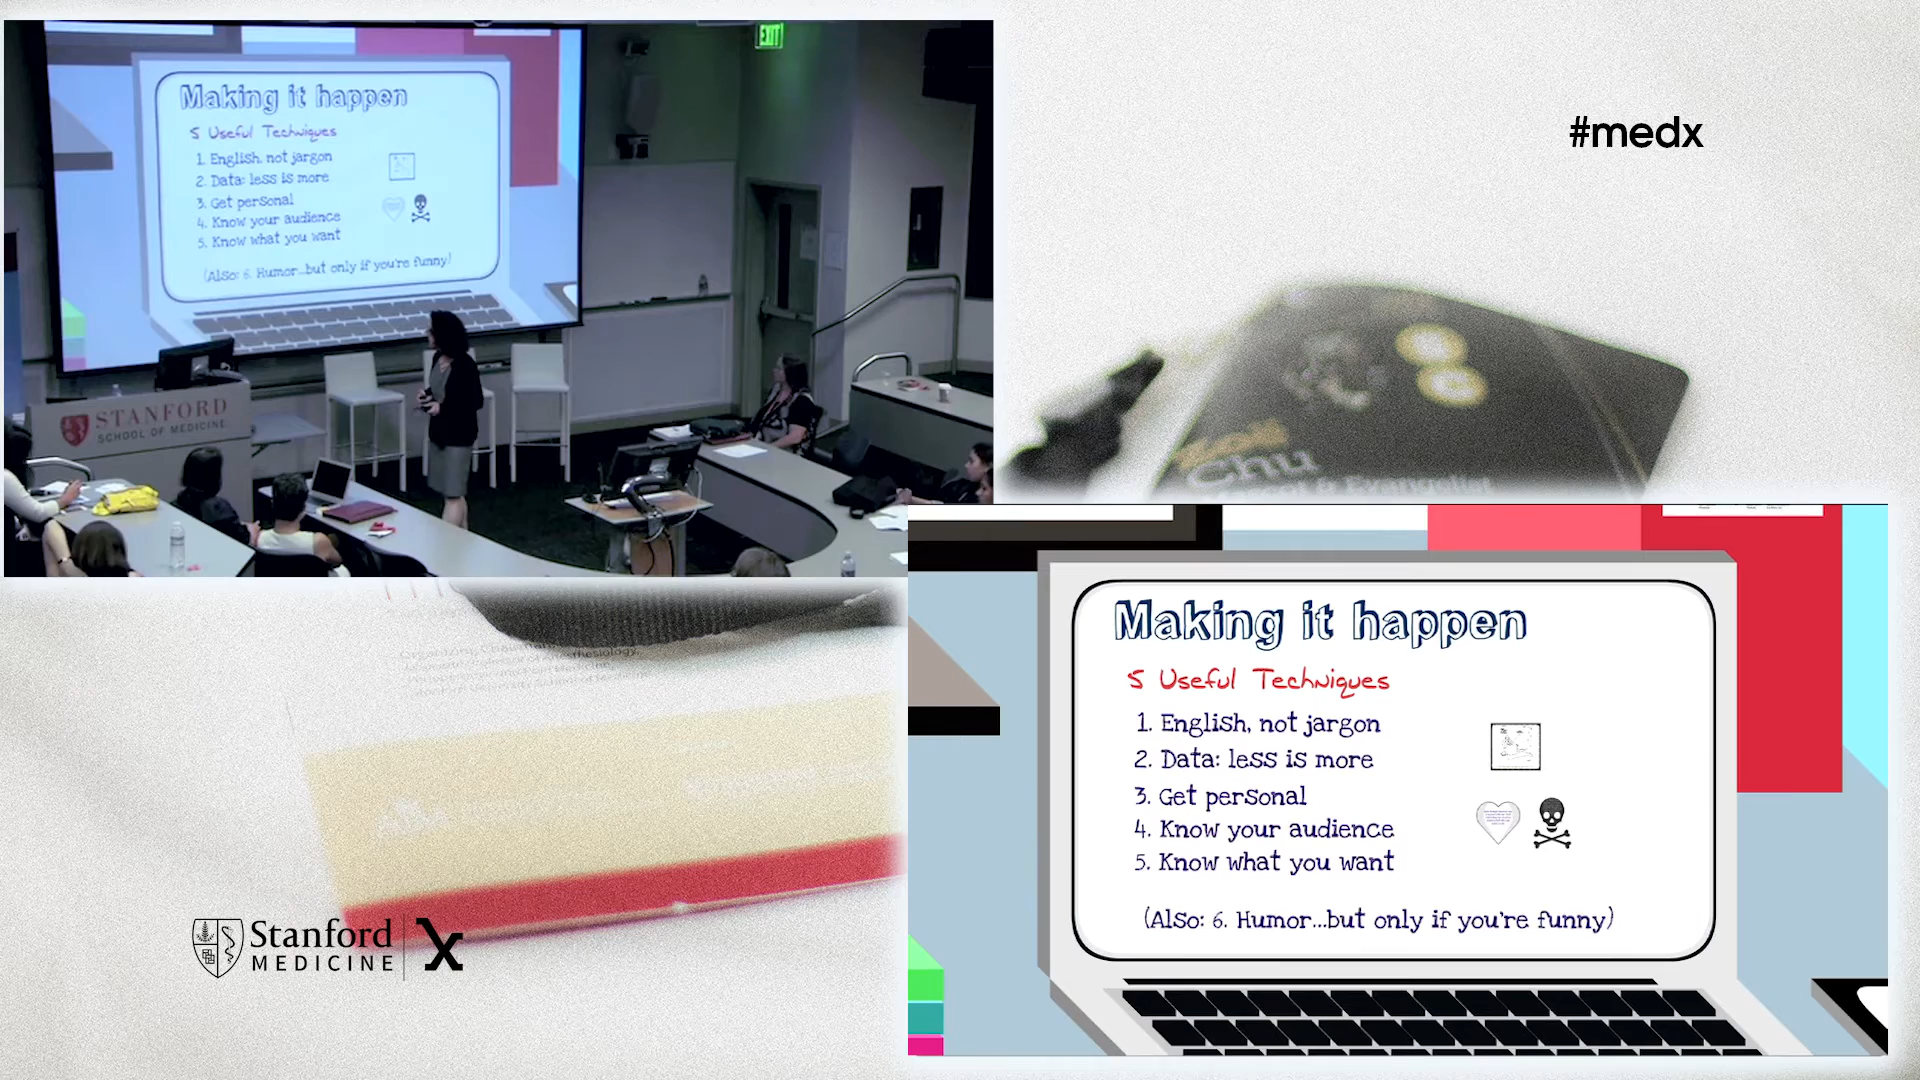 EXIT
Making it happen
5 Useful Techniques
1. English, not jargon
2. Data: less is more
3. Get personal
4. Know your audience
5. Know what you want
(Also: 6. Humor...but only if you're funny)
STANFORD
SCHOOL OF MEDICINE
#medx
Chu
& Evangelist
Making it happen
5 Useful Techniques
1. English, not jargon
2. Data: less is more
3. Get personal
4. Know your audience
5. Know what you want
(Also: 6. Humor...but only if you're funny)
Stanford
MEDICINE
X